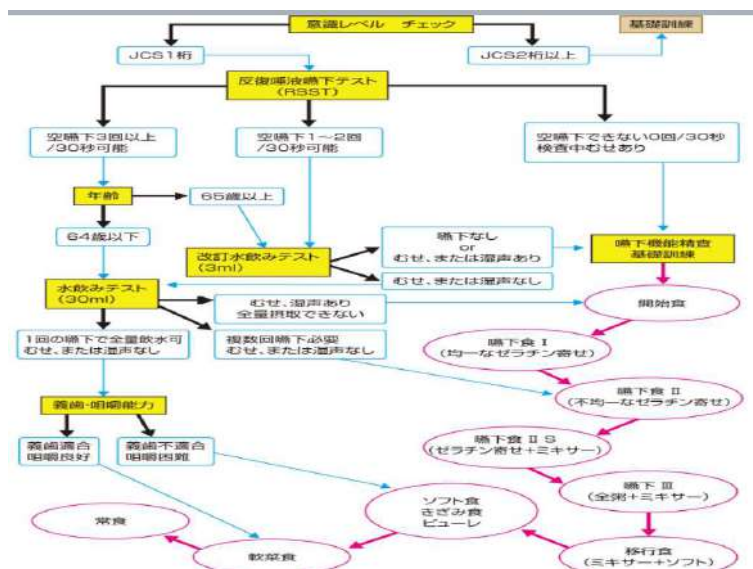 意識レベル チェック
基礎訓練
JCS1桁
JCS2桁以上
反復唾液嚥下テスト
(RSST)
空嚥下3回以上
/30秒可能
空嚥下1～2回
/30秒可能
空嚥下できない0回/30秒
検査中むせあり
年齢
65歳以上
64歳以下
改訂水飲みテスト
(3ml)
嚥下なし
or
むせ、または湿声あり
むせ、または湿声なし
嚥下機能精査
基礎訓練
水飲みテスト
(30ml)
むせ、湿声あり
全量摂取できない
開始食
1回の嚥下で全量飲水可
むせ、または湿声なし
複数回嚥下必要
むせ、または湿声なし
嚥下食 I
(均一なゼラチン寄せ)
嚥下食 II
(不均一なゼラチン寄せ)
義歯・咀嚼能力
義歯適合
咀嚼良好
義歯不適合
咀嚼困難
嚥下食 II S
(ゼラチン寄せ+ミキサー)
嚥下 III
(全粥+ミキサー)
ソフト食
きざみ食
ピューレ
常食
軟菜食
移行食
(ミキサー+ソフト)